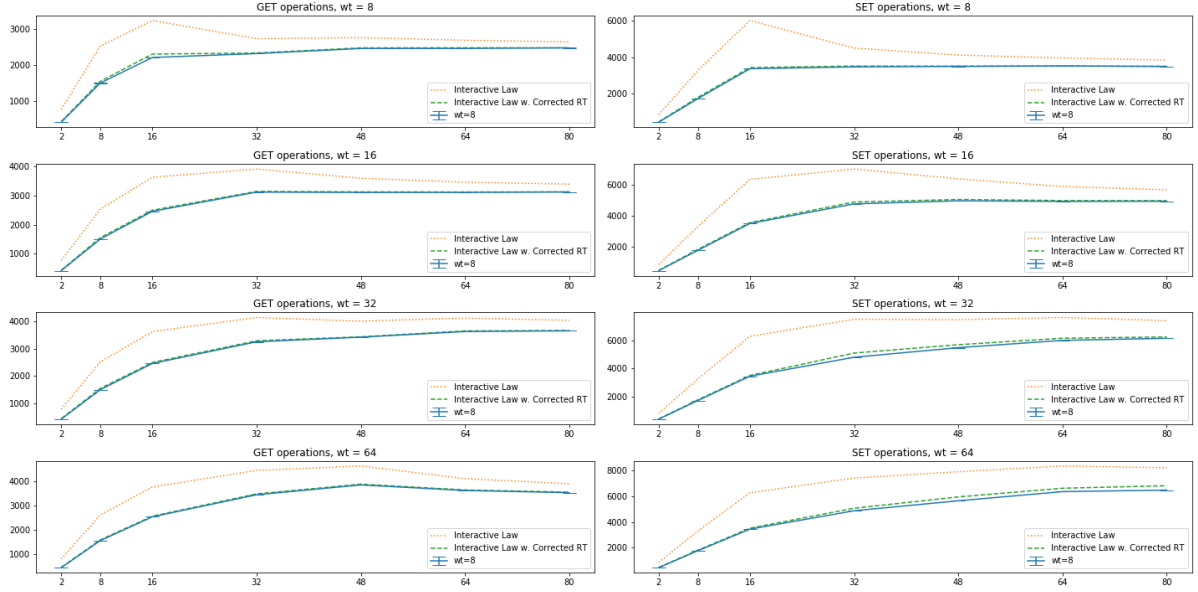 GET operations, wt = 8
3000
2000
1000
Interactive Law
Interactive Law w. Corrected RT
wt=8
2 8 16 32 48 64 80
SET operations, wt = 8
6000
4000
2000
Interactive Law
Interactive Law w. Corrected RT
wt=8
2 8 16 32 48 64 80
GET operations, wt = 16
4000
3000
2000
1000
Interactive Law
Interactive Law w. Corrected RT
wt=8
2 8 16 32 48 64 80
SET operations, wt = 16
6000
4000
2000
Interactive Law
Interactive Law w. Corrected RT
wt=8
2 8 16 32 48 64 80
GET operations, wt = 32
4000
3000
2000
1000
Interactive Law
Interactive Law w. Corrected RT
wt=8
2 8 16 32 48 64 80
SET operations, wt = 32
6000
4000
2000
Interactive Law
Interactive Law w. Corrected RT
wt=8
2 8 16 32 48 64 80
GET operations, wt = 64
4000
3000
2000
1000
Interactive Law
Interactive Law w. Corrected RT
wt=8
2 8 16 32 48 64 80
SET operations, wt = 64
8000
6000
4000
2000
Interactive Law
Interactive Law w. Corrected RT
wt=8
2 8 16 32 48 64 80